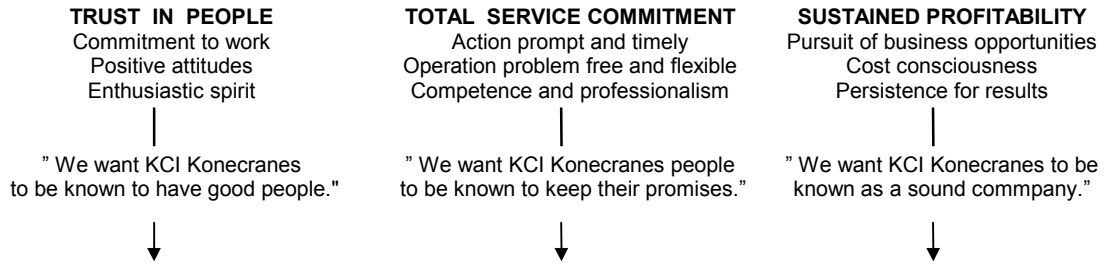 TRUST IN PEOPLE
Commitment to work
Positive attitudes
Enthusiastic spirit
” We want KCI Konecranes
to be known to have good people."
TOTAL SERVICE COMMITMENT
Action prompt and timely
Operation problem free and flexible
Competence and professionalism
” We want KCI Konecranes people
to be known to keep their promises.”
SUSTAINED PROFITABILITY
Pursuit of business opportunities
Cost consciousness
Persistence for results
” We want KCI Konecranes to be
known as a sound commpany.”